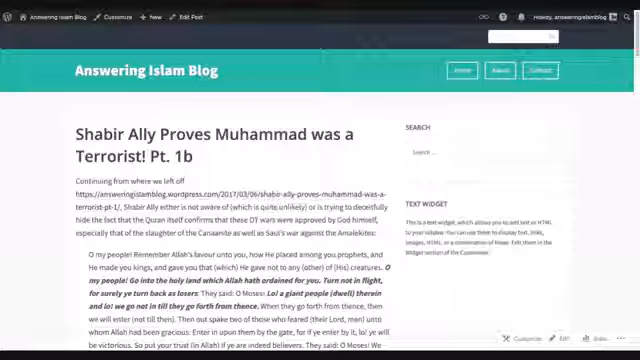 Answering Islam Blog
Customize
New
Edit Post
Howdy, answeringislamblog
Answering Islam Blog
Home
About
Contact
Shabir Ally Proves Muhammad was a
Terrorist! Pt. 1b
Continuing from where we left off
https://answeringislamblog.wordpress.com/2017/03/06/shabir-ally-proves-muhammad-was-a-
terrorist-pt-1/, Shabir Ally either is not aware of (which is quite unlikely) or is trying to deceitfully
hide the fact that the Quran itself confirms that these OT wars were approved by God himself,
especially that of the slaughter of the Canaanite as well as Saul's war against the Amalekites:
O my people! Remember Allah's favour unto you, how He placed among you prophets, and
He made you kings, and gave you that (which) He gave not to any (other) of (His) creatures. O
my people! Go into the holy land which Allah hath ordained for you. Turn not in flight,
for surely ye turn back as losers: They said: O Moses! Lo! a giant people (dwell) therein
and lo! we go not in till they go forth from thence. When they go forth from thence, then
we will enter (not till then). Then out spake two of those who feared (their Lord, men) unto
whom Allah had been gracious: Enter in upon them by the gate, for if ye enter by it, lo! ye will
be victorious. So put your trust (in Allah) if ye are indeed believers. They said: O Moses! We
SEARCH
Search ...
TEXT WIDGET
This is a text widget, which allows you to add text or HTML
to your sidebar. You can use them to display text, links,
images, HTML, or a combination of these. Edit them in the
Widget section of the Customizer.
Customize
Edit